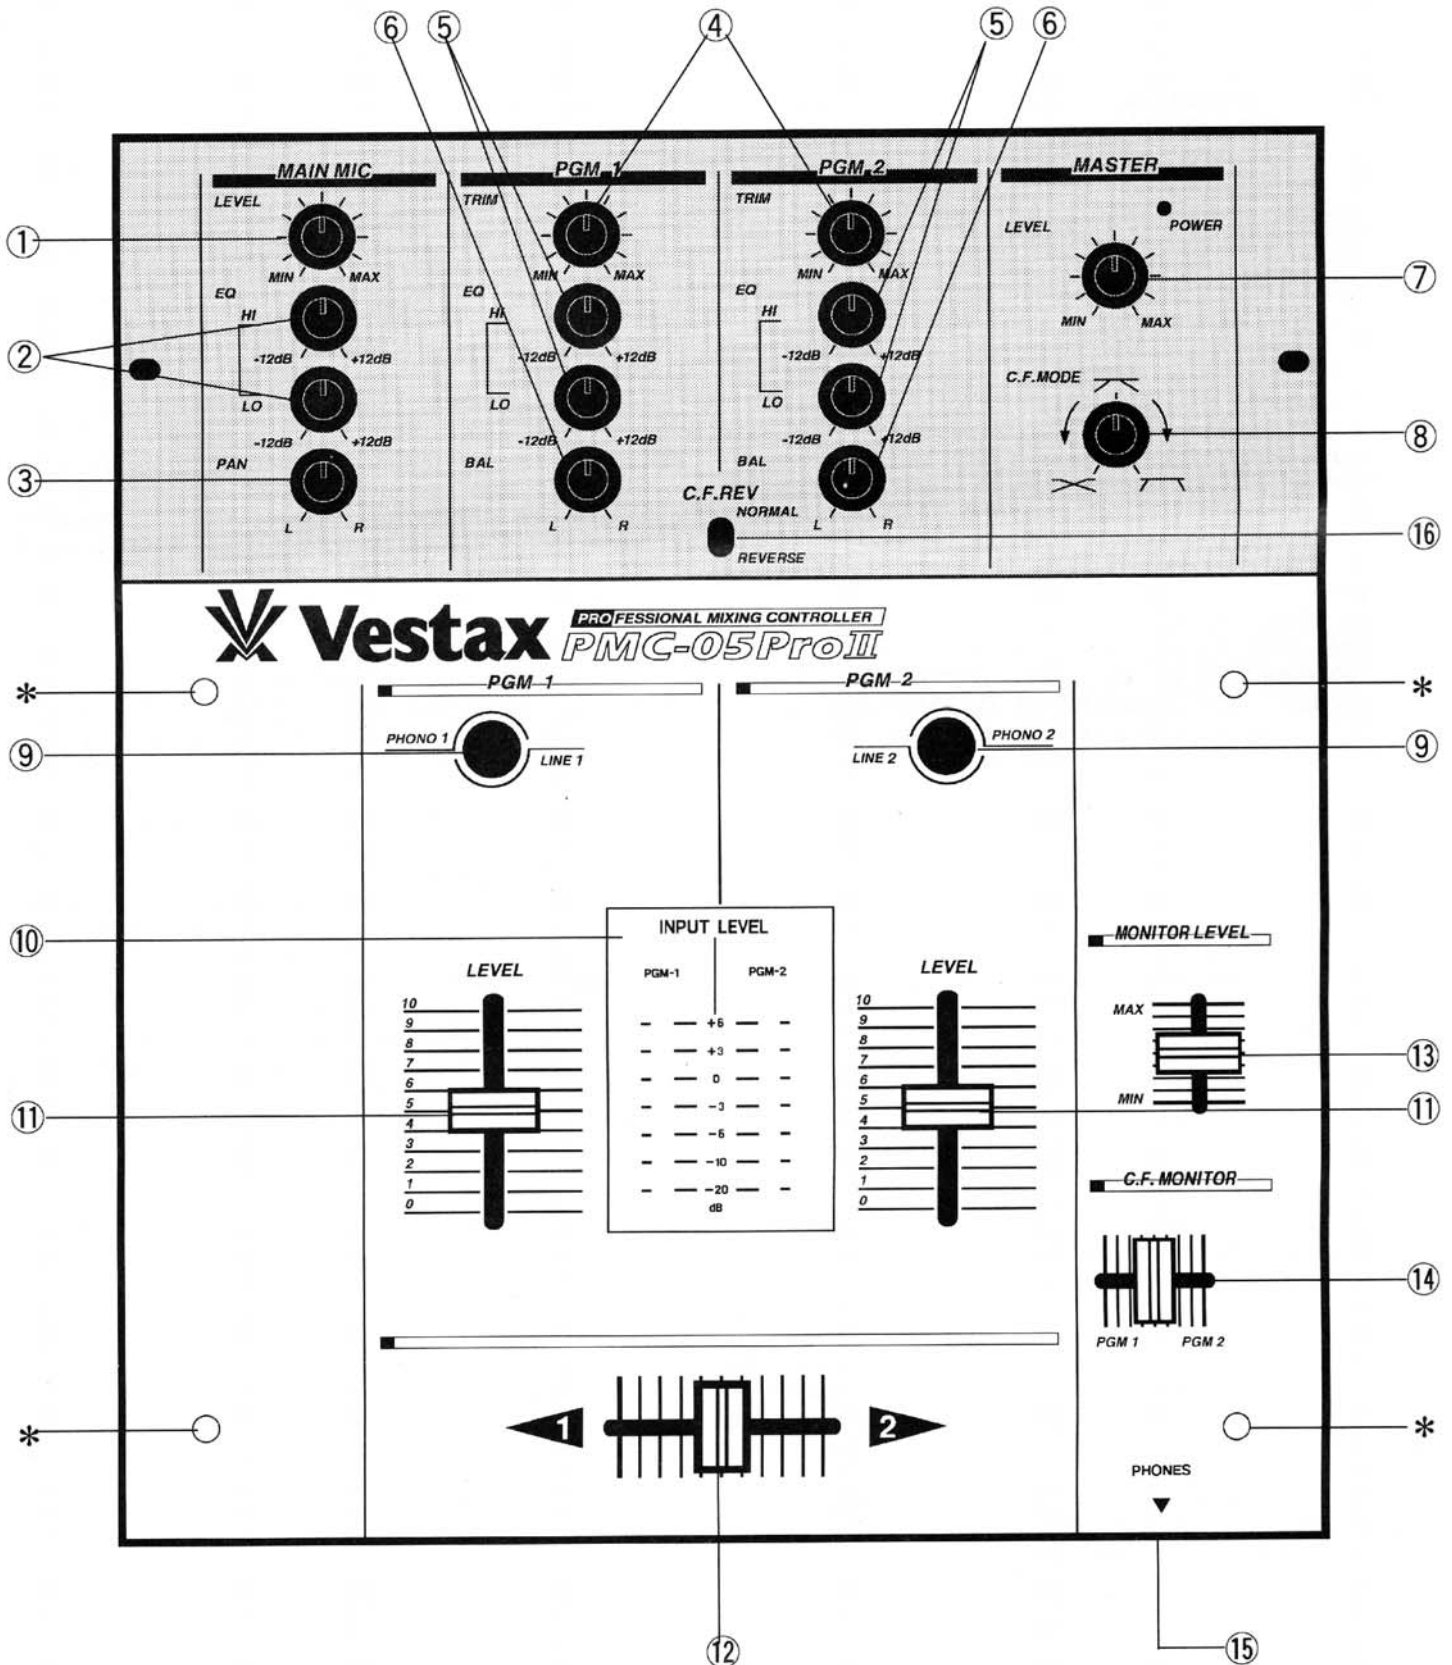 ⑥ ⑤ ④ ⑤ ⑥
MAIN MIC PGM 1 PGM 2 MASTER
LEVEL TRIM TRIM LEVEL POWER
①
MIN MAX MIN MAX MIN MAX
⑦
MIN MAX
EQ EQ EQ
HI HI HI
②
-12dB +12dB -12dB +12dB -12dB +12dB
C.F.MODE
LO LO LO
-12dB +12dB -12dB +12dB -12dB +12dB
⑧
PAN BAL BAL
③
L R L R L R
C.F.REV
NORMAL
⑯
REVERSE
Vestax PROFESSIONAL MIXING CONTROLLER
PMC-05ProII
* PGM 1 PGM 2 *
⑨ PHONO 1 LINE 1 LINE 2 PHONO 2 ⑨
⑩ INPUT LEVEL
PGM-1 PGM-2
MONITOR LEVEL
LEVEL LEVEL
10 10
9 9
8 8
7 7
6 6
5 5
4 4
3 3
2 2
1 1
0 0
+6
+3
0
-3
-6
-10
-20
dB
MAX
⑬
MIN
⑪ ⑪
C.F. MONITOR
⑭
PGM 1 PGM 2
* 1 2 *
PHONES
⑫ ⑮